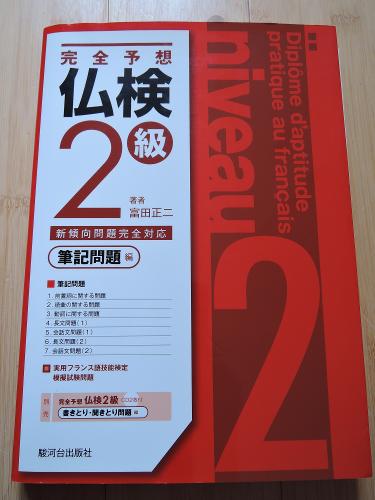 完全予想
仏検
2級
著者
富田正二
新傾向問題完全対応
筆記問題 編
筆記問題
1. 前置詞に関する問題
2. 語彙の関する問題
3. 動詞に関する問題
4. 長文問題(1)
5. 会話文問題(1)
6. 長文問題(2)
7. 会話文問題(2)
実用フランス語技能検定
模擬試験問題
別売
完全予想 仏検2級 CD2枚付
書きとり・聞きとり問題 編
駿河台出版社
Diplôme d'aptitude
pratique au français
niveau
2